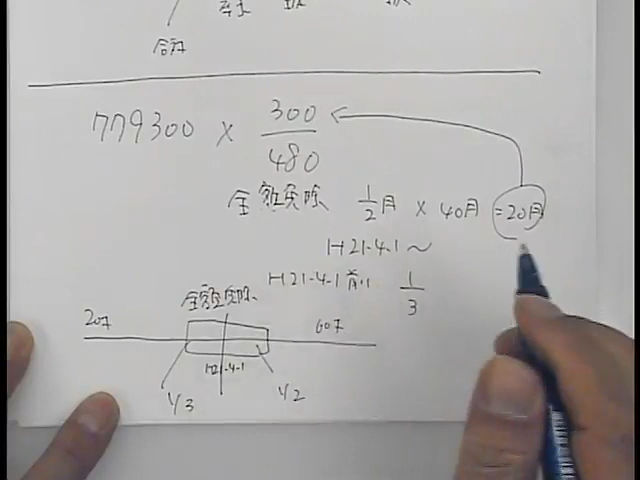 合計
779300 × 300/480
全額免除 1/2月 × 40月 =20月
H21-4-1〜
H21-4-1前 1/3
全額免除
20才 60才
H21-4-1
1/3 1/2